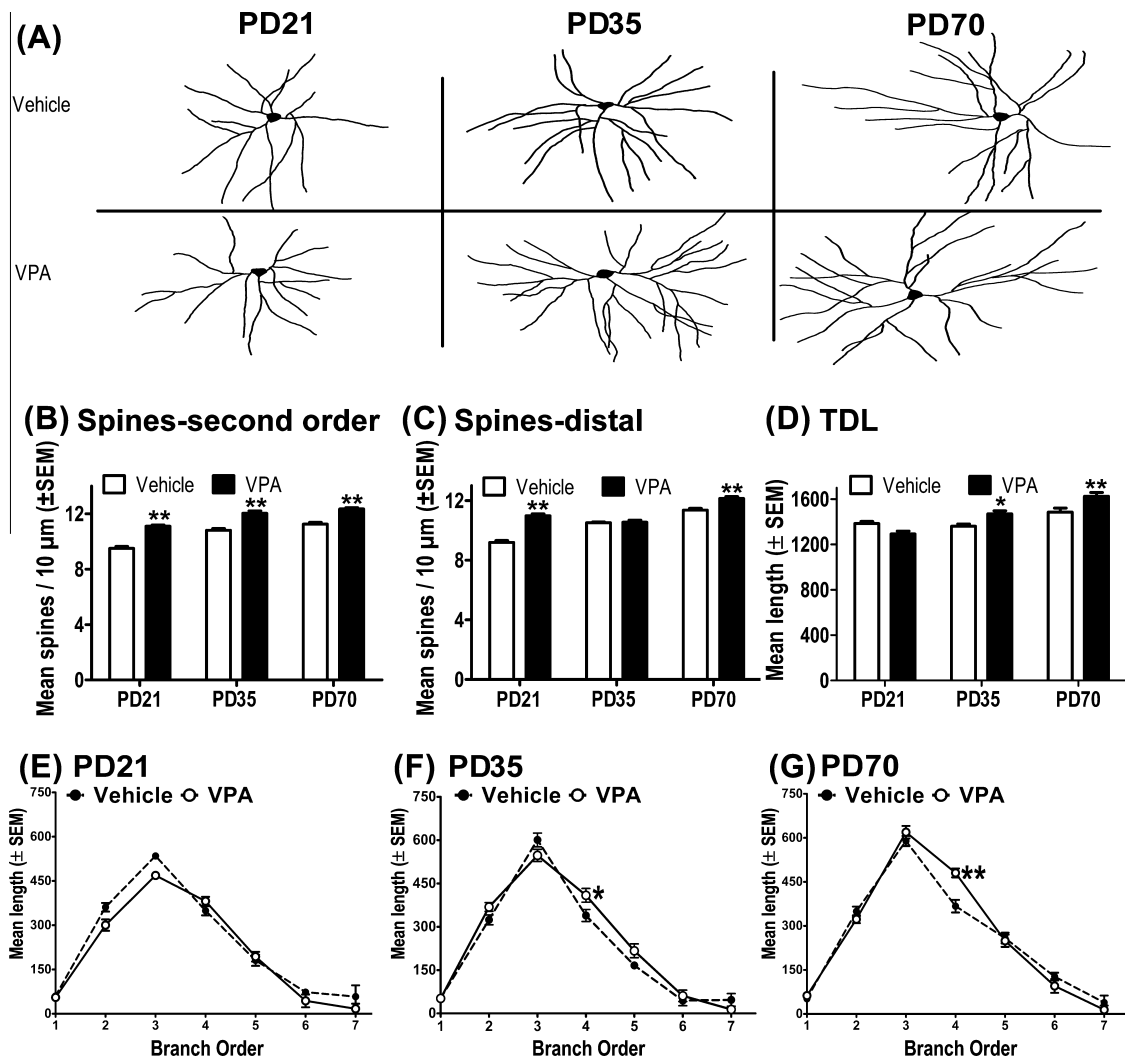 (A) PD21 PD35 PD70
Vehicle
VPA
(B) Spines-second order
Mean spines / 10 µm (±SEM)
Vehicle VPA
12
8
4
0
** ** **
PD21 PD35 PD70
(C) Spines-distal
Mean spines / 10 µm (±SEM)
Vehicle VPA
12
8
4
0
** **
PD21 PD35 PD70
(D) TDL
Mean length (± SEM)
Vehicle VPA
1600
1200
800
400
0
* **
PD21 PD35 PD70
(E) PD21
Vehicle VPA
Mean length (± SEM)
750
600
450
300
150
0
1 2 3 4 5 6 7
Branch Order
(F) PD35
Vehicle VPA
Mean length (± SEM)
750
600
450
300
150
0
*
1 2 3 4 5 6 7
Branch Order
(G) PD70
Vehicle VPA
Mean length (± SEM)
750
600
450
300
150
0
**
1 2 3 4 5 6 7
Branch Order